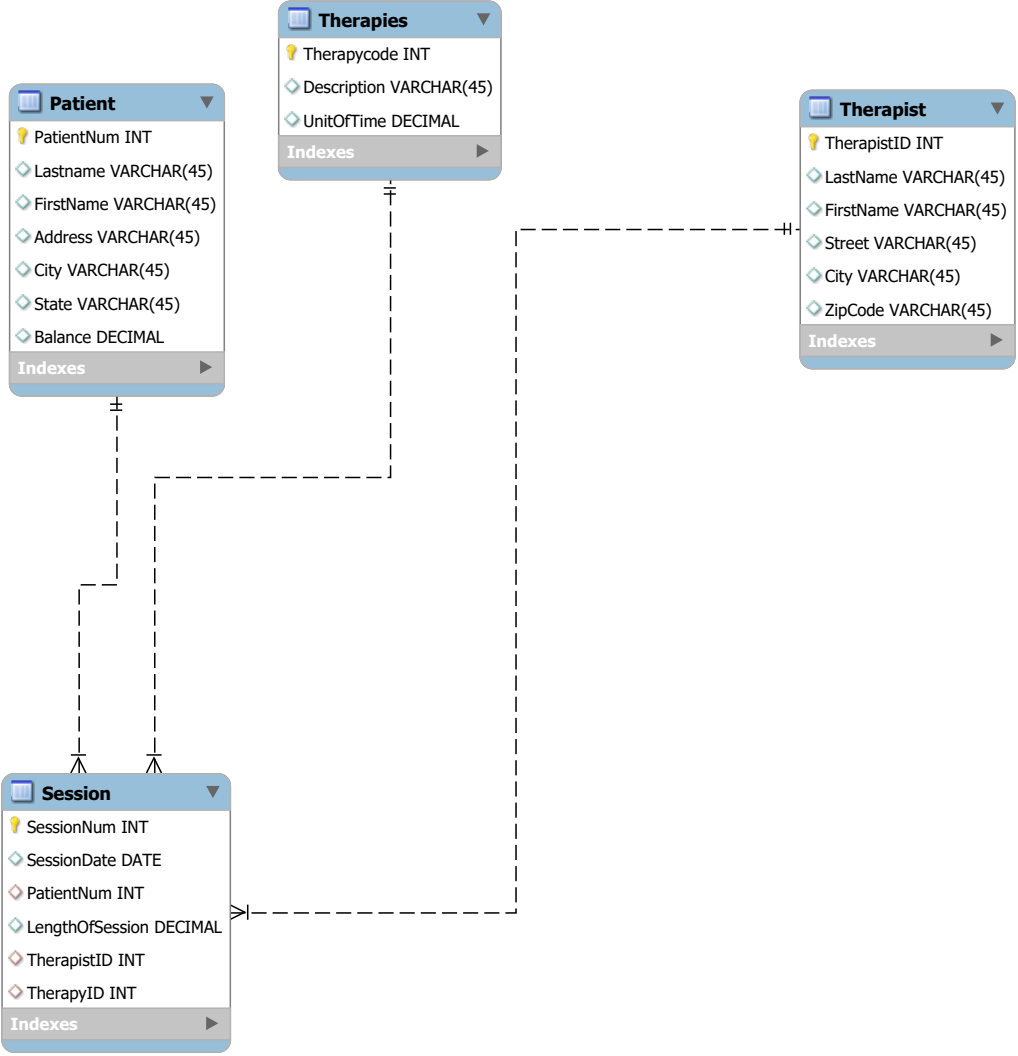 Therapies
Therapycode INT
Description VARCHAR(45)
UnitOfTime DECIMAL
Indexes
Patient
PatientNum INT
Lastname VARCHAR(45)
FirstName VARCHAR(45)
Address VARCHAR(45)
City VARCHAR(45)
State VARCHAR(45)
Balance DECIMAL
Indexes
Therapist
TherapistID INT
LastName VARCHAR(45)
FirstName VARCHAR(45)
Street VARCHAR(45)
City VARCHAR(45)
ZipCode VARCHAR(45)
Indexes
Session
SessionNum INT
SessionDate DATE
PatientNum INT
LengthOfSession DECIMAL
TherapistID INT
TherapyID INT
Indexes